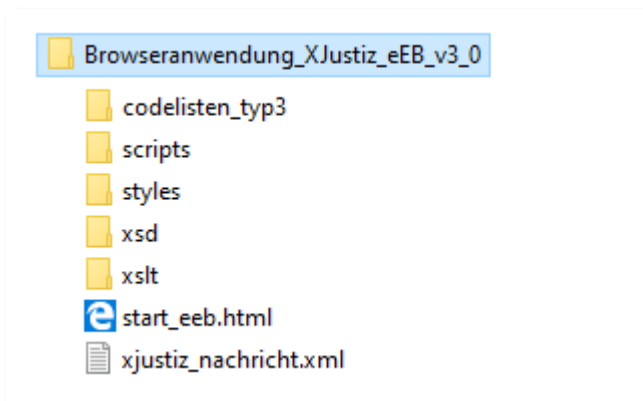 Browseranwendung_XJustiz_eEB_v3_0
codelisten_typ3
scripts
styles
xsd
xslt
start_eeb.html
xjustiz_nachricht.xml